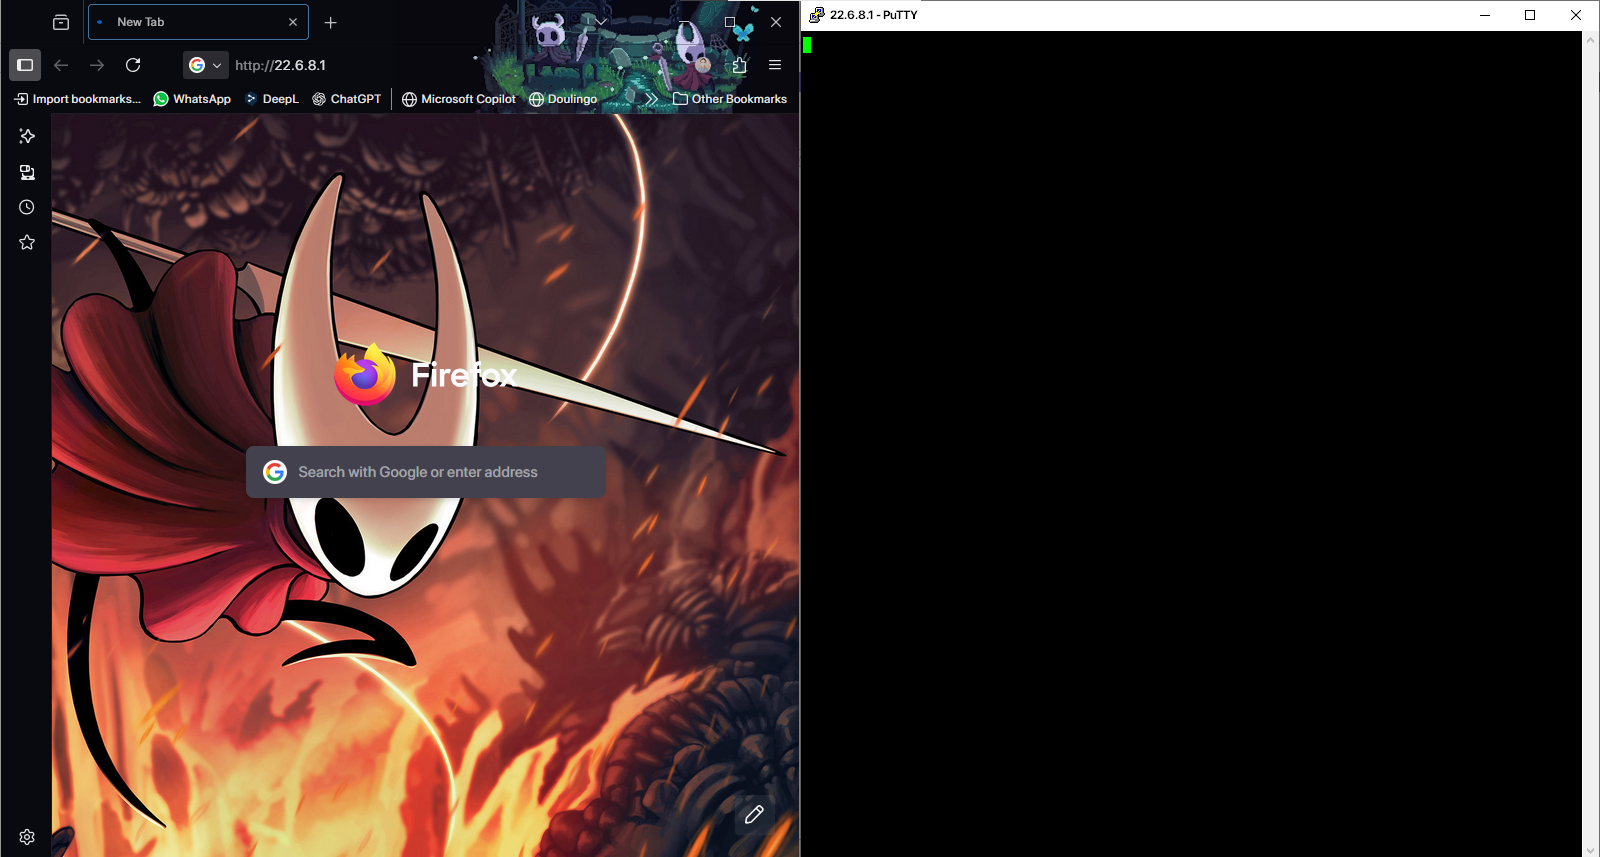 New Tab
http://22.6.8.1
Import bookmarks...
WhatsApp
DeepL
ChatGPT
Microsoft Copilot
Doulingo
Other Bookmarks
Firefox
Search with Google or enter address
22.6.8.1 - PuTTY